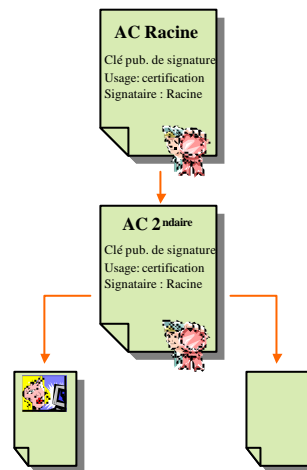 AC Racine
Clé pub. de signature
Usage: certification
Signataire : Racine
AC 2ndaire
Clé pub. de signature
Usage: certification
Signataire : Racine